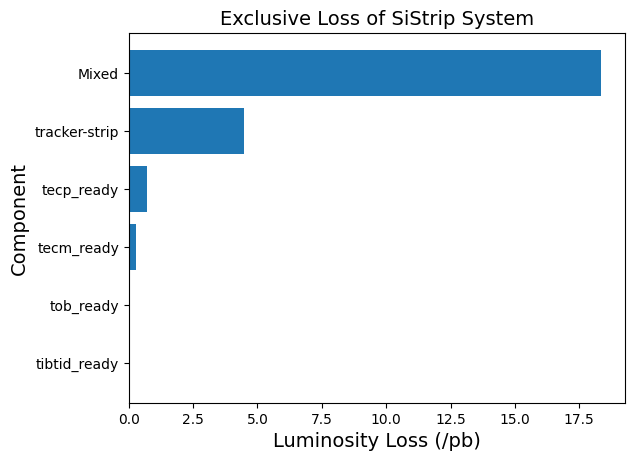 Exclusive Loss of SiStrip System
Component
Mixed
tracker-strip
tecp_ready
tecm_ready
tob_ready
tibtid_ready
0.0 2.5 5.0 7.5 10.0 12.5 15.0 17.5
Luminosity Loss (/pb)